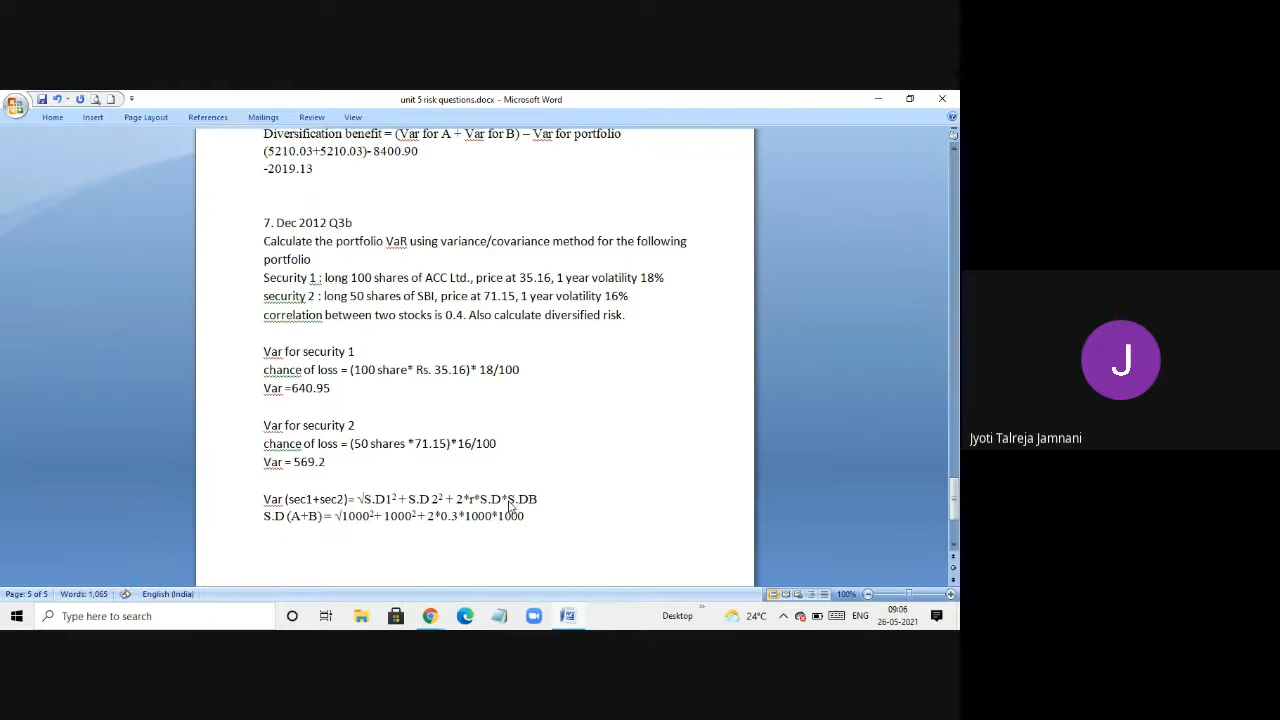 unit 5 risk questions.docx - Microsoft Word
Home Insert Page Layout References Mailings Review View
Diversification benefit = (Var for A + Var for B) – Var for portfolio
(5210.03+5210.03)- 8400.90
-2019.13
7. Dec 2012 Q3b
Calculate the portfolio VaR using variance/covariance method for the following
portfolio
Security 1 : long 100 shares of ACC Ltd., price at 35.16, 1 year volatility 18%
security 2 : long 50 shares of SBI, price at 71.15, 1 year volatility 16%
correlation between two stocks is 0.4. Also calculate diversified risk.
Var for security 1
chance of loss = (100 share* Rs. 35.16)* 18/100
Var =640.95
Var for security 2
chance of loss = (50 shares *71.15)*16/100
Var = 569.2
Var (sec1+sec2)= √S.D1² + S.D 2² + 2*r*S.D*S.DB
S.D (A+B) = √1000² + 1000² + 2*0.3*1000*1000
J
Jyoti Talreja Jamnani
Page: 5 of 5 Words: 1,065 English (India) 100%
Type here to search Desktop 24°C ENG 09:06
26-05-2021